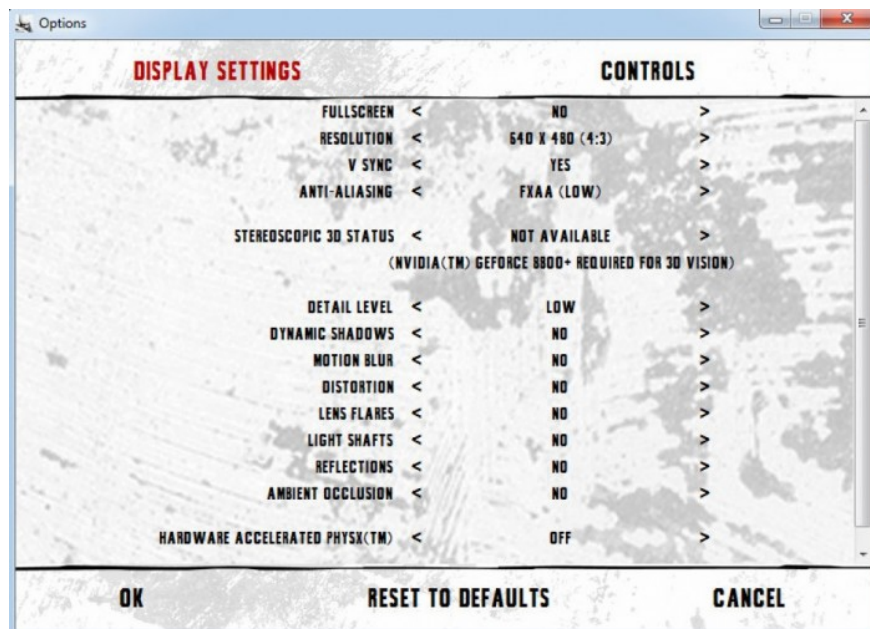 Options
DISPLAY SETTINGS CONTROLS
FULLSCREEN < NO >
RESOLUTION < 640 X 480 (4:3) >
V SYNC < YES >
ANTI-ALIASING < FXAA (LOW) >
STEREOSCOPIC 3D STATUS < NOT AVAILABLE >
(NVIDIA(TM) GEFORCE 8800+ REQUIRED FOR 3D VISION)
DETAIL LEVEL < LOW >
DYNAMIC SHADOWS < NO >
MOTION BLUR < NO >
DISTORTION < NO >
LENS FLARES < NO >
LIGHT SHAFTS < NO >
REFLECTIONS < NO >
AMBIENT OCCLUSION < NO >
HARDWARE ACCELERATED PHYSX(TM) < OFF >
OK RESET TO DEFAULTS CANCEL